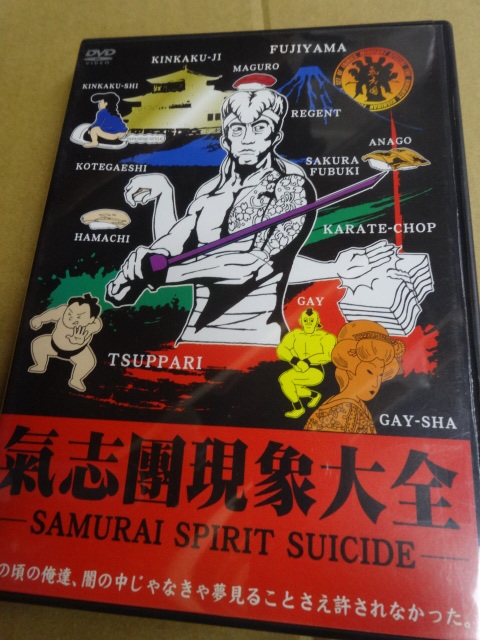 DVD
VIDEO
KINKAKU-JI
FUJIYAMA
MAGURO
KINKAKU-SHI
REGENT
ANAGO
KOTEGAESHI
SAKURA
FUBUKI
HAMACHI
KARATE-CHOP
GAY
TSUPPARI
GAY-SHA
氣志團現象大全
—SAMURAI SPIRIT SUICIDE—
の頃の俺達、闇の中じゃなきゃ夢見ることさえ許されなかった。